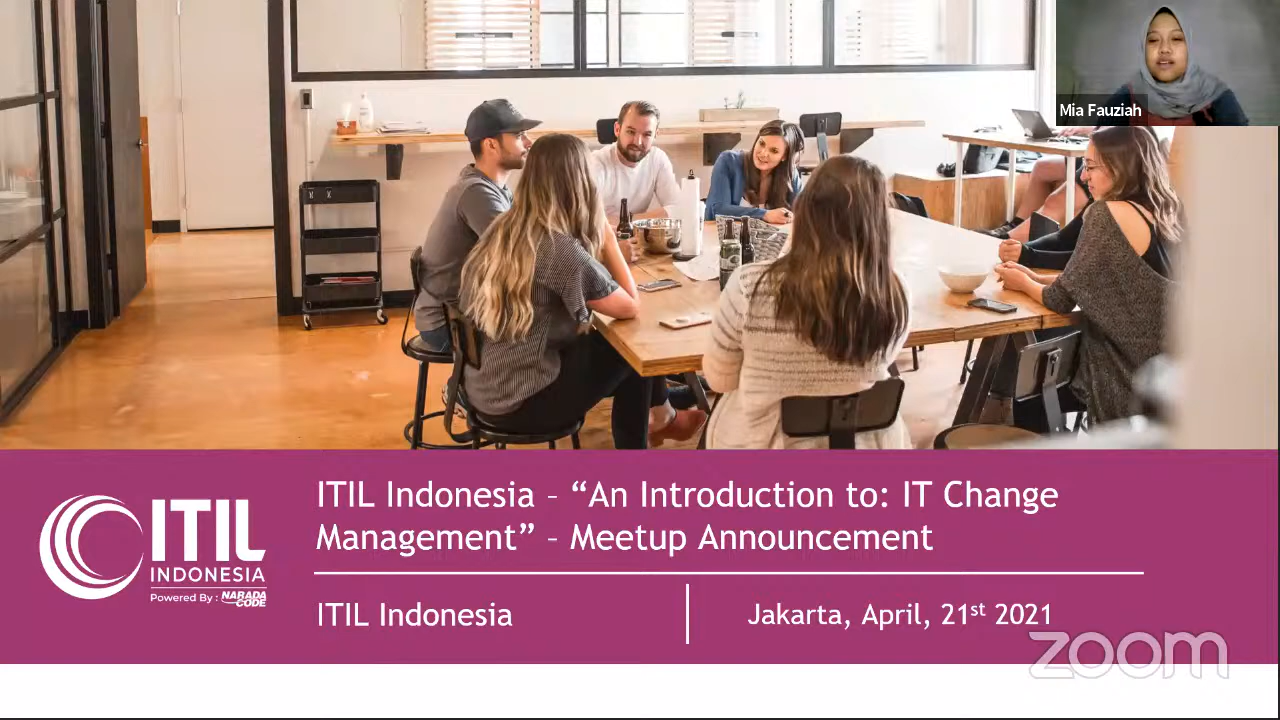 Mia Fauziah
ITIL Indonesia – “An Introduction to: IT Change
Management” – Meetup Announcement
ITIL
INDONESIA
Powered By : NARADA
CODE
ITIL Indonesia
Jakarta, April, 21st 2021
zoom